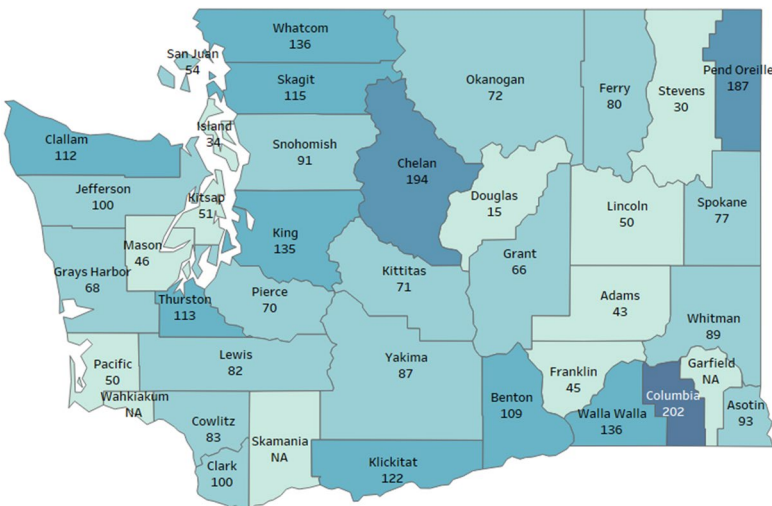 Whatcom
136
San Juan
54
Skagit
115
Okanogan
72
Ferry
80
Stevens
30
Pend Oreille
187
Island
34
Clallam
112
Snohomish
91
Chelan
194
Jefferson
100
Kitsap
51
Douglas
15
Lincoln
50
Spokane
77
King
135
Mason
46
Grays Harbor
68
Kittitas
71
Grant
66
Thurston
113
Pierce
70
Adams
43
Whitman
89
Pacific
50
Lewis
82
Yakima
87
Franklin
45
Garfield
NA
Wahkiakum
NA
Benton
109
Columbia
202
Asotin
93
Cowlitz
83
Skamania
NA
Walla Walla
136
Clark
100
Klickitat
122